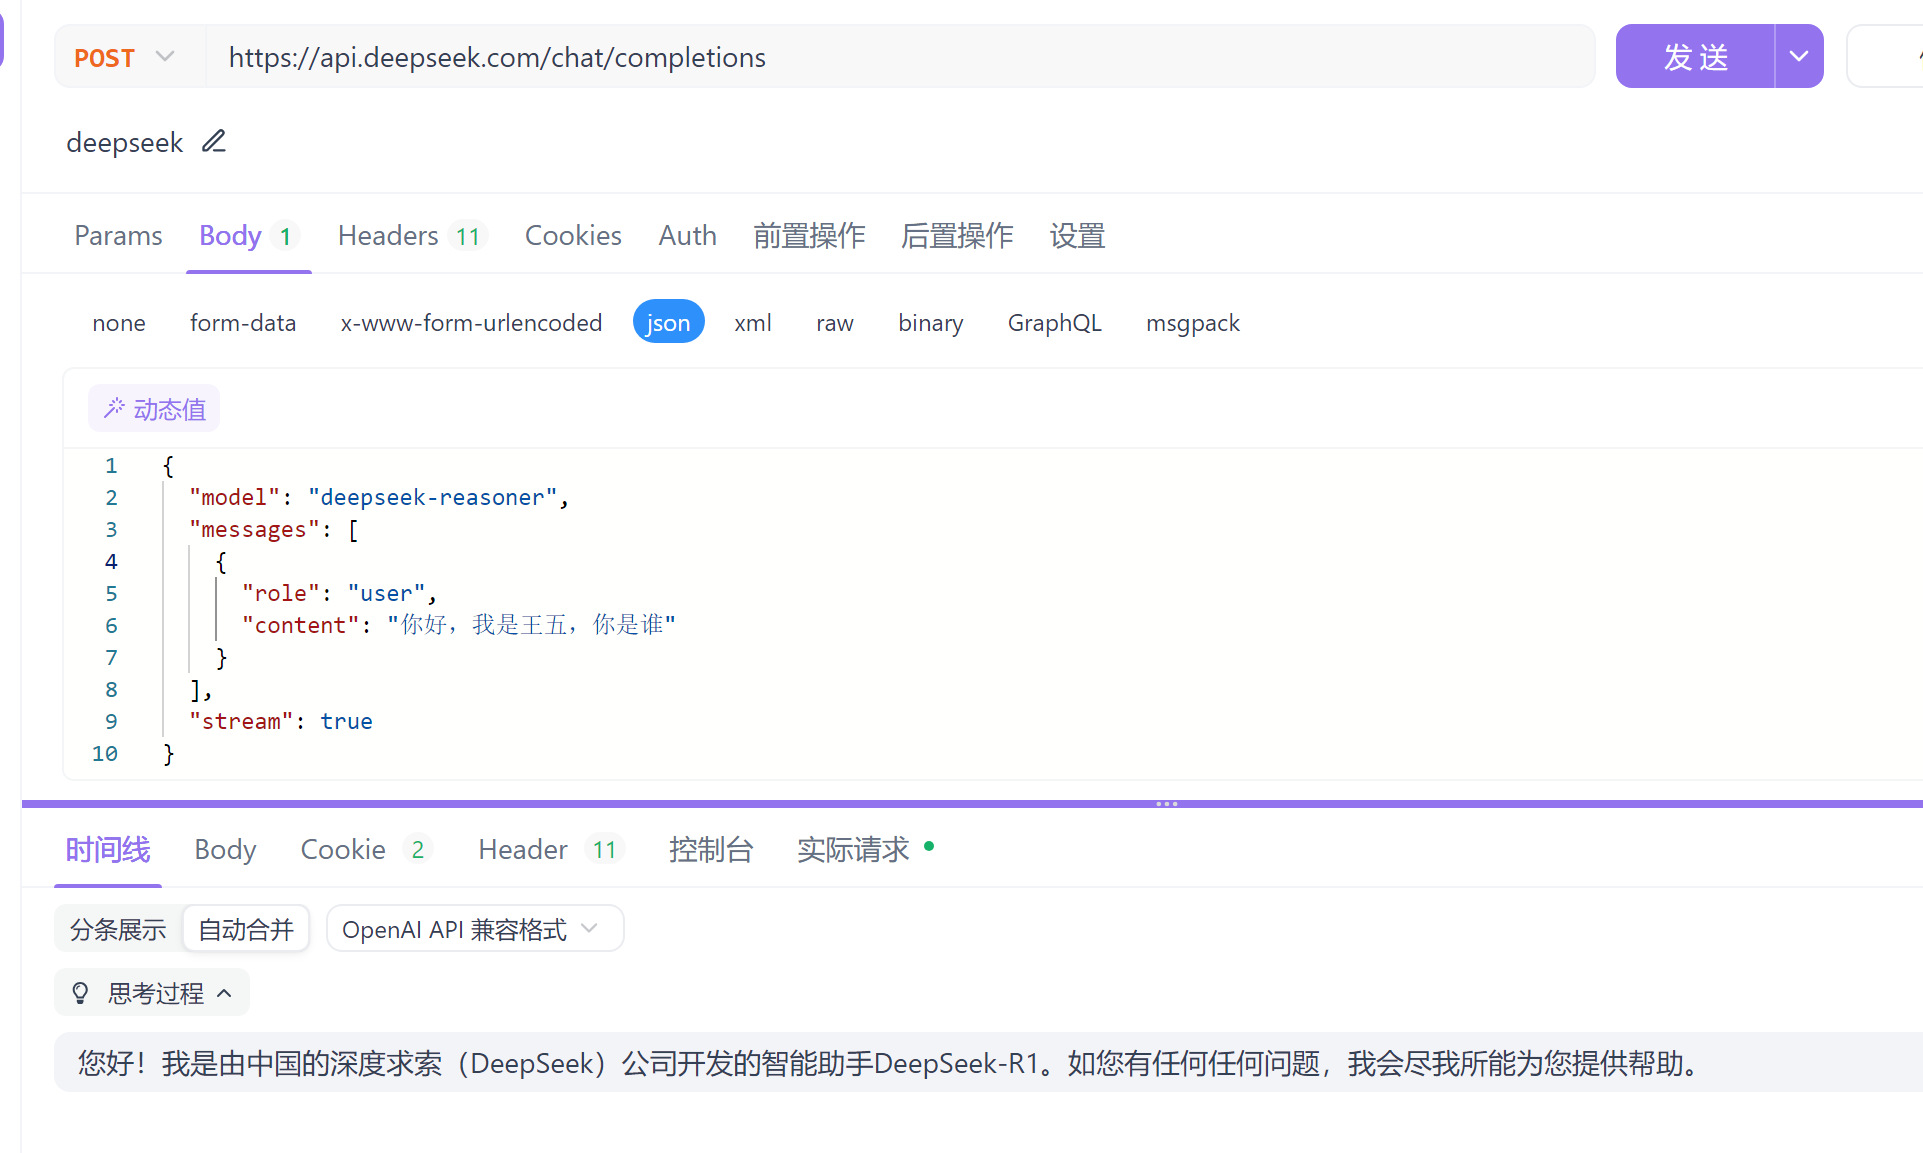 POST https://api.deepseek.com/chat/completions 发送
deepseek
Params Body 1 Headers 11 Cookies Auth 前置操作 后置操作 设置
none form-data x-www-form-urlencoded json xml raw binary GraphQL msgpack
动态值
1 {
2 "model": "deepseek-reasoner",
3 "messages": [
4 {
5 "role": "user",
6 "content": "你好，我是王五，你是谁"
7 }
8 ],
9 "stream": true
10 }
时间线 Body Cookie 2 Header 11 控制台 实际请求
分条展示 自动合并 OpenAI API 兼容格式
思考过程
您好！我是由中国的深度求索（DeepSeek）公司开发的智能助手DeepSeek-R1。如您有任何任何问题，我会尽我所能为您提供帮助。